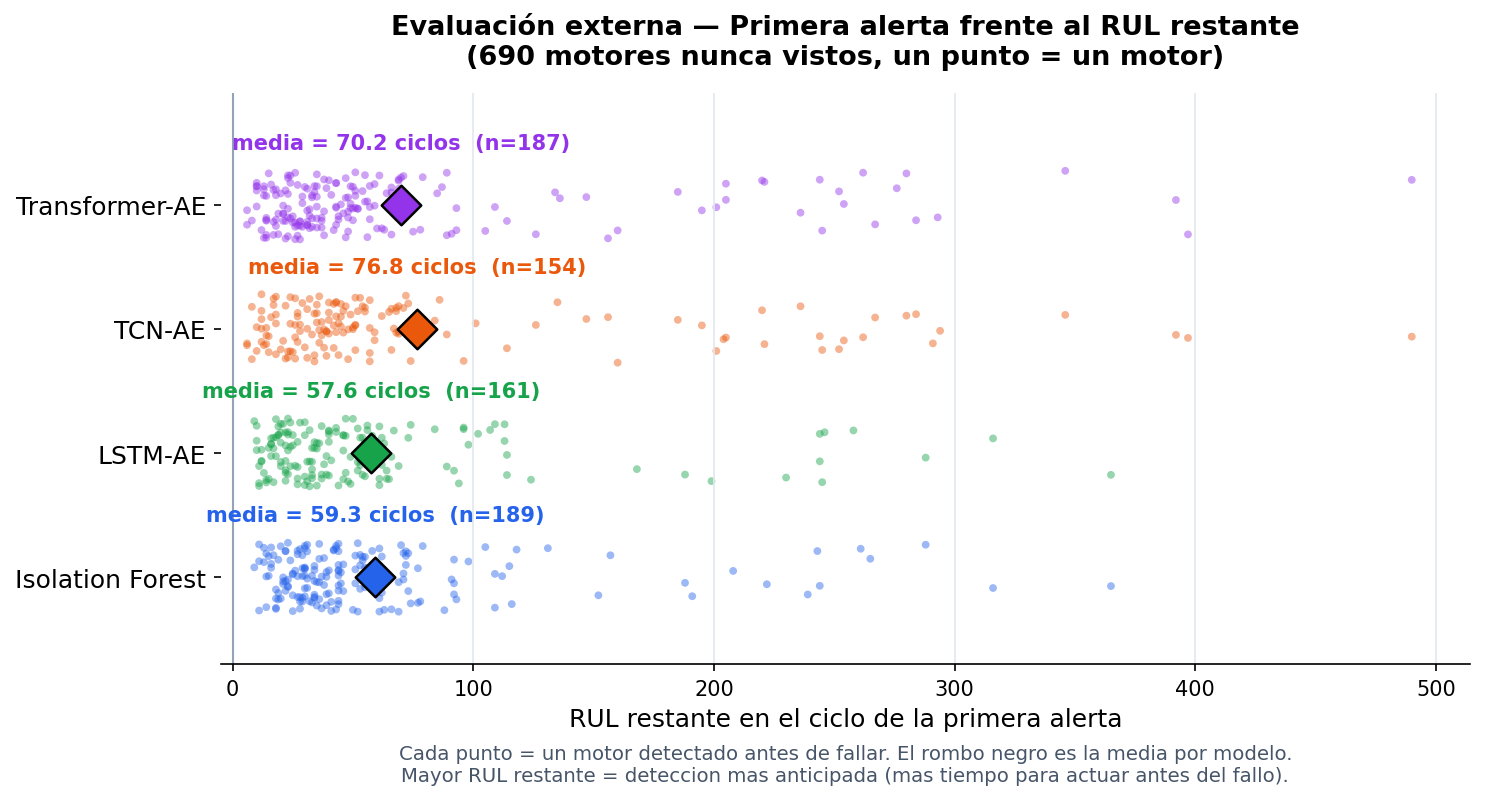 Evaluación externa — Primera alerta frente al RUL restante
(690 motores nunca vistos, un punto = un motor)
media = 70.2 ciclos  (n=187)
Transformer-AE
media = 76.8 ciclos  (n=154)
TCN-AE
media = 57.6 ciclos  (n=161)
LSTM-AE
media = 59.3 ciclos  (n=189)
Isolation Forest
0 100 200 300 400 500
RUL restante en el ciclo de la primera alerta
Cada punto = un motor detectado antes de fallar. El rombo negro es la media por modelo.
Mayor RUL restante = deteccion mas anticipada (mas tiempo para actuar antes del fallo).